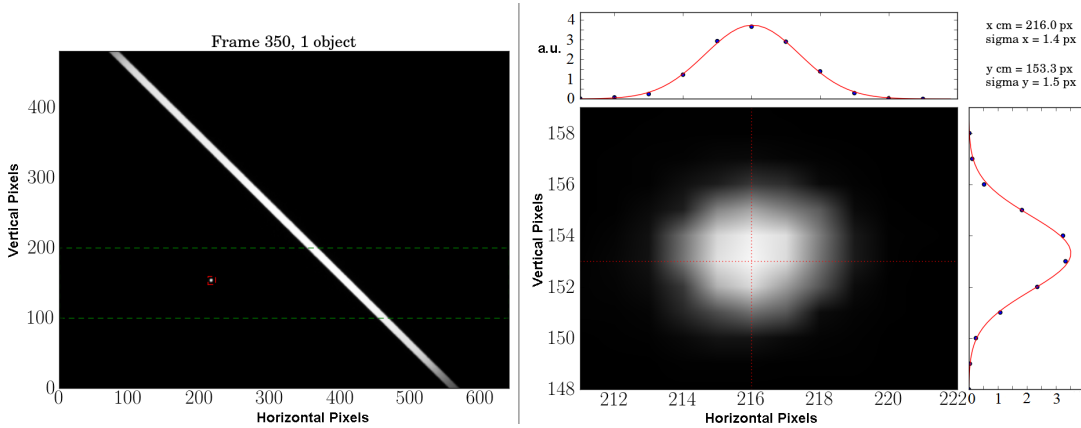 Frame 350, 1 object
Vertical Pixels
400
300
200
100
0
0 100 200 300 400 500 600
Horizontal Pixels
a.u.
4
3
2
1
0
x cm = 216.0 px
sigma x = 1.4 px
y cm = 153.3 px
sigma y = 1.5 px
Vertical Pixels
158
156
154
152
150
148
212 214 216 218 220 222
Horizontal Pixels
0 1 2 3